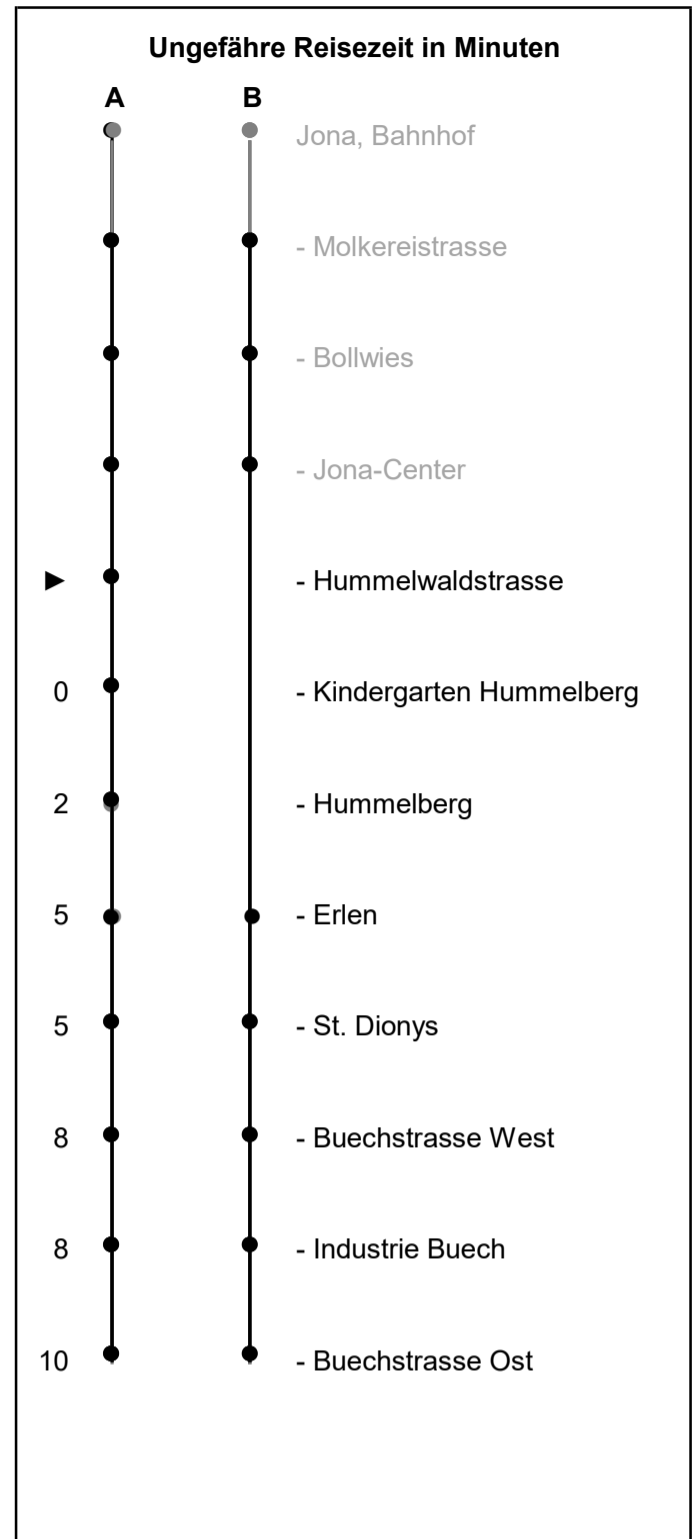 Ungefähre Reisezeit in Minuten
A B
Jona, Bahnhof
- Molkereistrasse
- Bollwies
- Jona-Center
► - Hummelwaldstrasse
0 - Kindergarten Hummelberg
2 - Hummelberg
5 - Erlen
5 - St. Dionys
8 - Buechstrasse West
8 - Industrie Buech
10 - Buechstrasse Ost